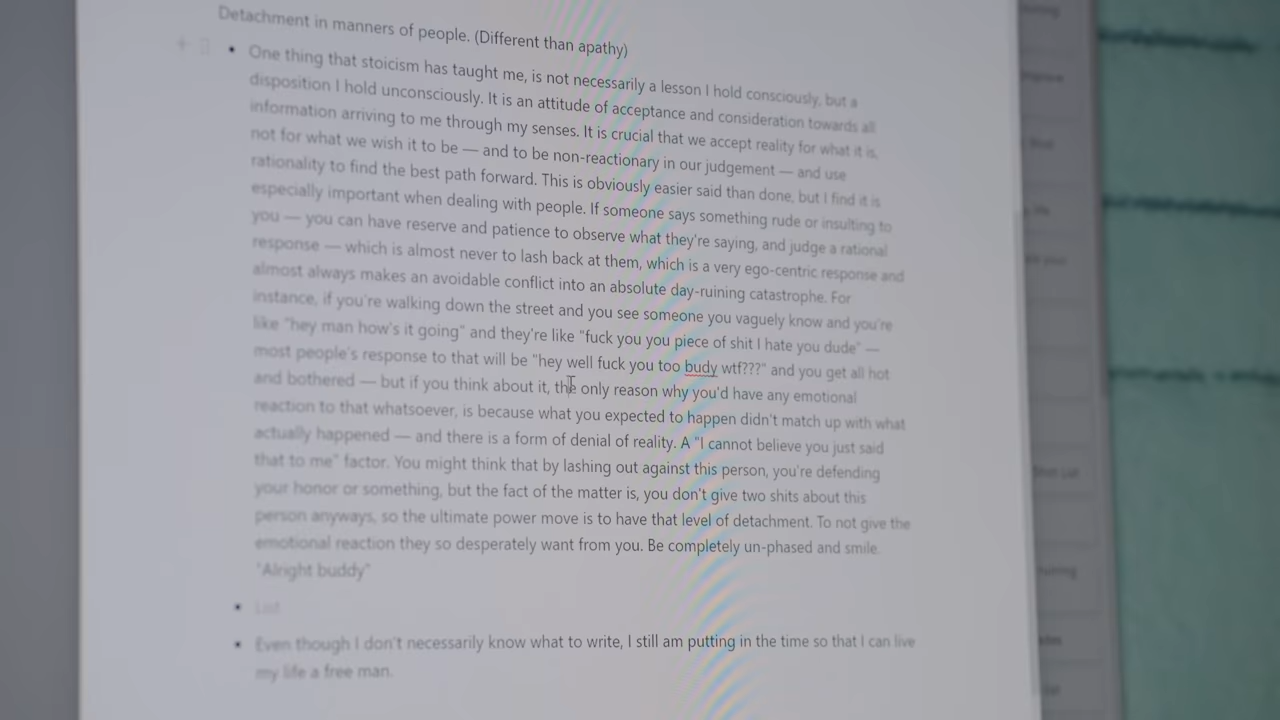 Detachment in manners of people. (Different than apathy)
One thing that stoicism has taught me, is not necessarily a lesson I hold consciously, but a
disposition I hold unconsciously. It is an attitude of acceptance and consideration towards all
information arriving to me through my senses. It is crucial that we accept reality for what it is,
not for what we wish it to be — and to be non-reactionary in our judgement — and use
rationality to find the best path forward. This is obviously easier said than done, but I find it is
especially important when dealing with people. If someone says something rude or insulting to
you — you can have reserve and patience to observe what they're saying, and judge a rational
response — which is almost never to lash back at them, which is a very ego-centric response and
almost always makes an avoidable conflict into an absolute day-ruining catastrophe. For
instance, if you're walking down the street and you see someone you vaguely know and you're
like "hey man how's it going" and they're like "fuck you you piece of shit I hate you dude" —
most people's response to that will be "hey well fuck you too budy wtf???" and you get all hot
and bothered — but if you think about it, the only reason why you'd have any emotional
reaction to that whatsoever, is because what you expected to happen didn't match up with what
actually happened — and there is a form of denial of reality. A "I cannot believe you just said
that to me" factor. You might think that by lashing out against this person, you're defending
your honor or something, but the fact of the matter is, you don't give two shits about this
person anyways, so the ultimate power move is to have that level of detachment. To not give the
emotional reaction they so desperately want from you. Be completely un-phased and smile.
"Alright buddy"
List
Even though I don't necessarily know what to write, I still am putting in the time so that I can live
my life a free man.